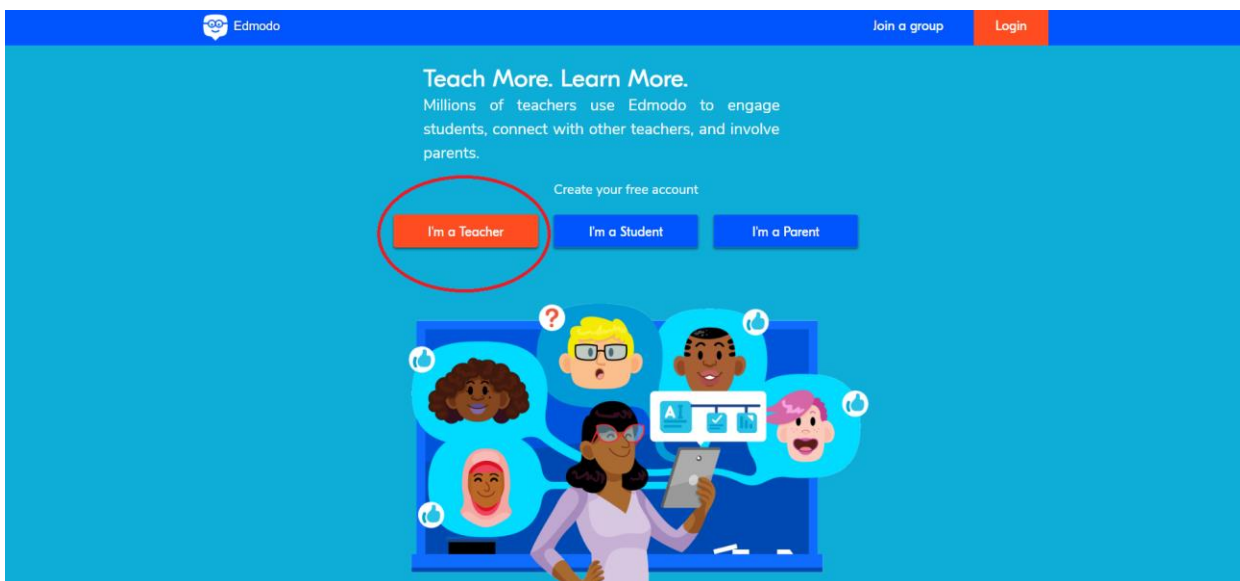 Edmodo
Join a group
Login
Teach More. Learn More.
Millions of teachers use Edmodo to engage
students, connect with other teachers, and involve
parents.
Create your free account
I'm a Teacher
I'm a Student
I'm a Parent
?
AI